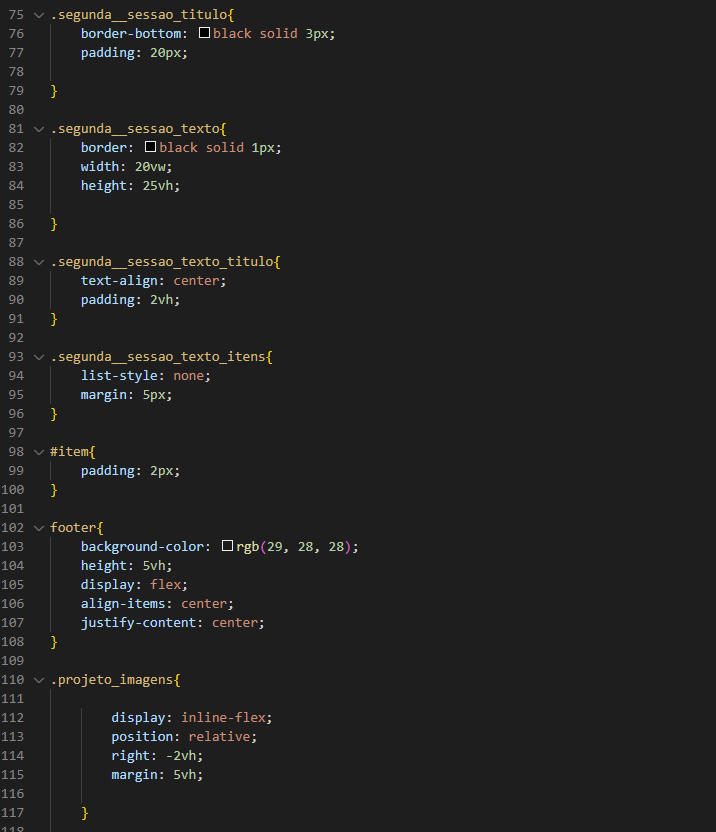 75 .segunda__sessao_titulo{
76     border-bottom: black solid 3px;
77     padding: 20px;
78
79 }
80
81 .segunda__sessao_texto{
82     border: black solid 1px;
83     width: 20vw;
84     height: 25vh;
85
86 }
87
88 .segunda__sessao_texto_titulo{
89     text-align: center;
90     padding: 2vh;
91 }
92
93 .segunda__sessao_texto_itens{
94     list-style: none;
95     margin: 5px;
96 }
97
98 #item{
99     padding: 2px;
100 }
101
102 footer{
103     background-color: rgb(29, 28, 28);
104     height: 5vh;
105     display: flex;
106     align-items: center;
107     justify-content: center;
108 }
109
110 .projeto_imagens{
111
112         display: inline-flex;
113         position: relative;
114         right: -2vh;
115         margin: 5vh;
116
117     }
118